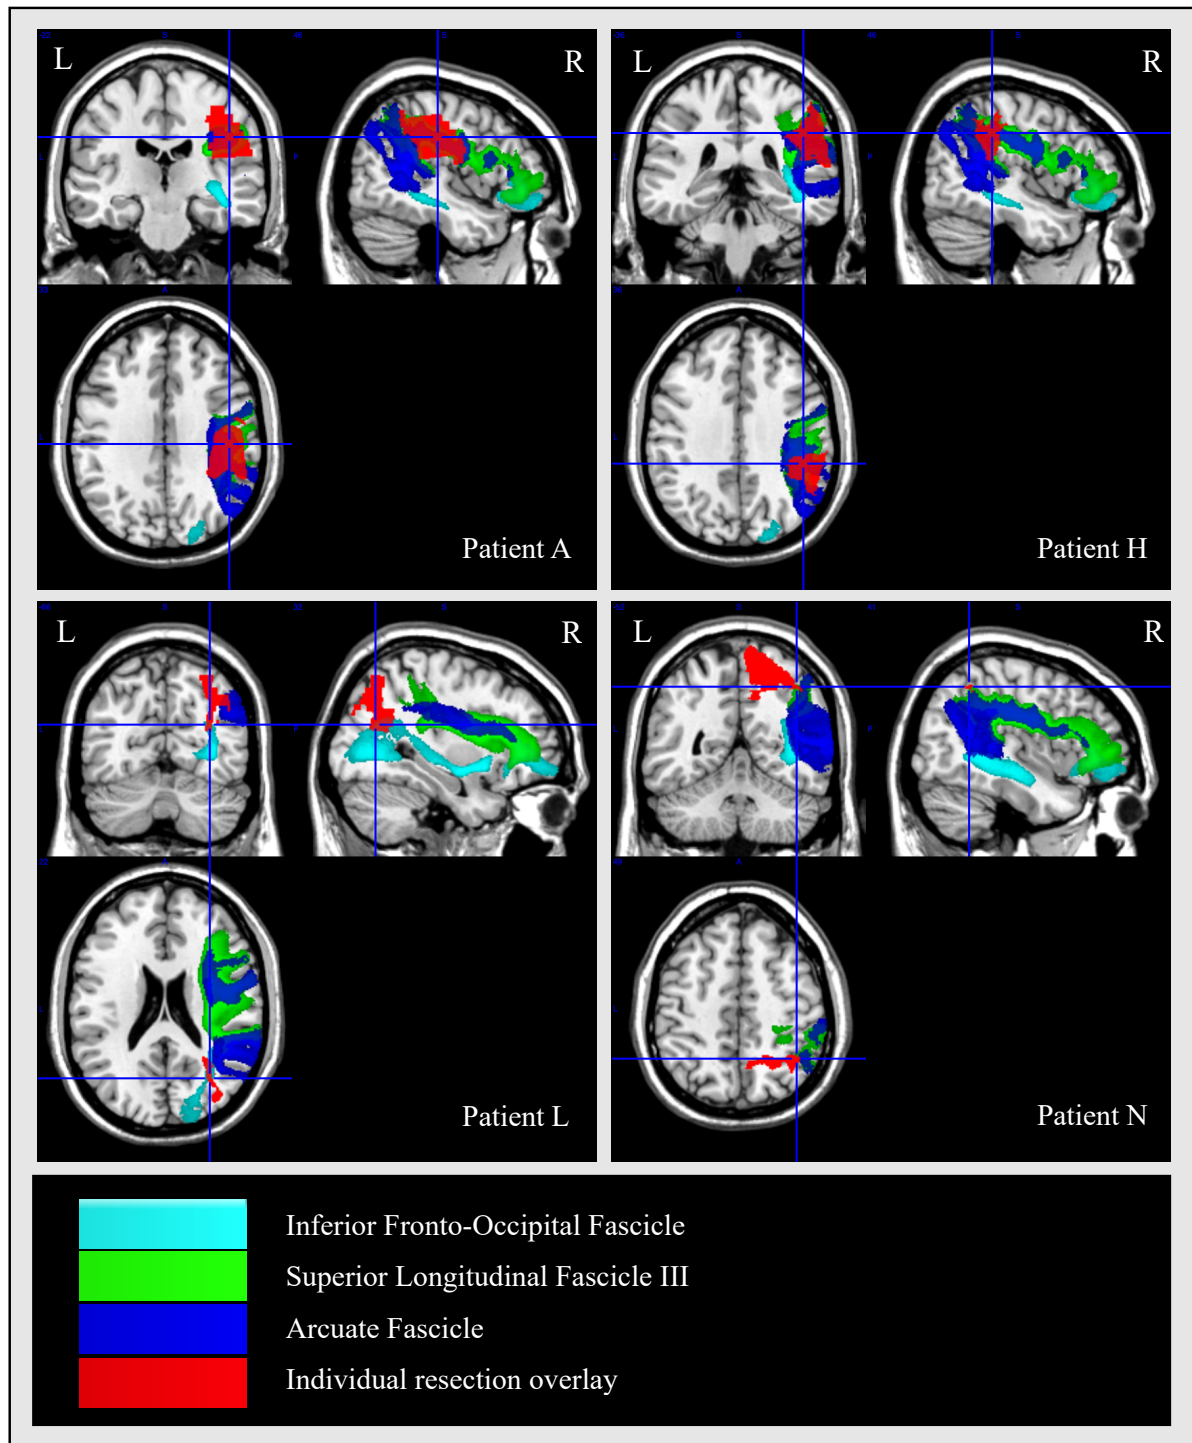 L
R
Patient A
L
R
Patient H
L
R
Patient L
L
R
Patient N
Inferior Fronto-Occipital Fascicle
Superior Longitudinal Fascicle III
Arcuate Fascicle
Individual resection overlay